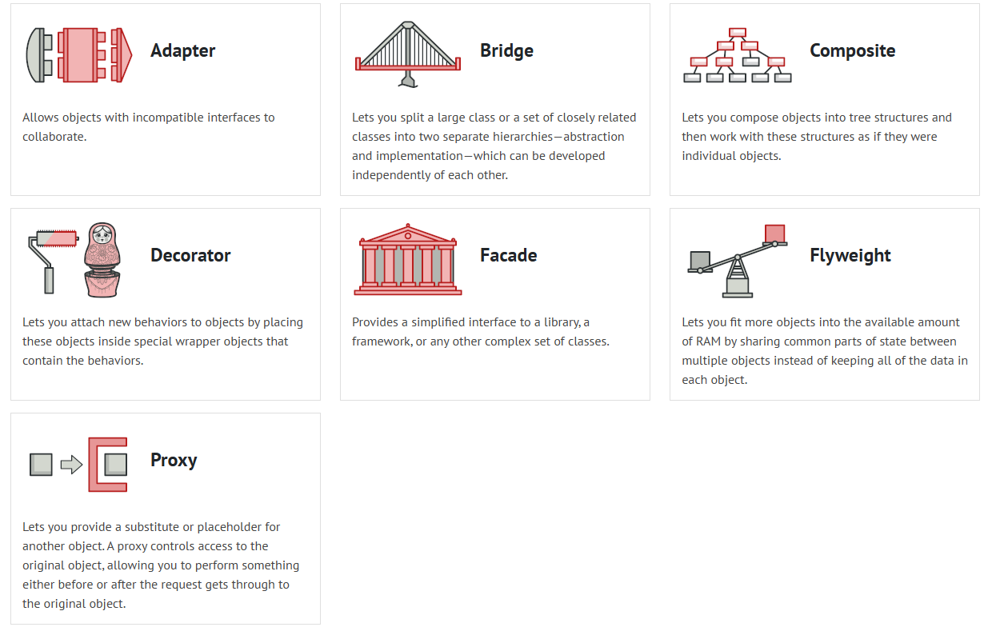 Adapter
Allows objects with incompatible interfaces to
collaborate.
Bridge
Lets you split a large class or a set of closely related
classes into two separate hierarchies—abstraction
and implementation—which can be developed
independently of each other.
Composite
Lets you compose objects into tree structures and
then work with these structures as if they were
individual objects.
Decorator
Lets you attach new behaviors to objects by placing
these objects inside special wrapper objects that
contain the behaviors.
Facade
Provides a simplified interface to a library, a
framework, or any other complex set of classes.
Flyweight
Lets you fit more objects into the available amount
of RAM by sharing common parts of state between
multiple objects instead of keeping all of the data in
each object.
Proxy
Lets you provide a substitute or placeholder for
another object. A proxy controls access to the
original object, allowing you to perform something
either before or after the request gets through to
the original object.